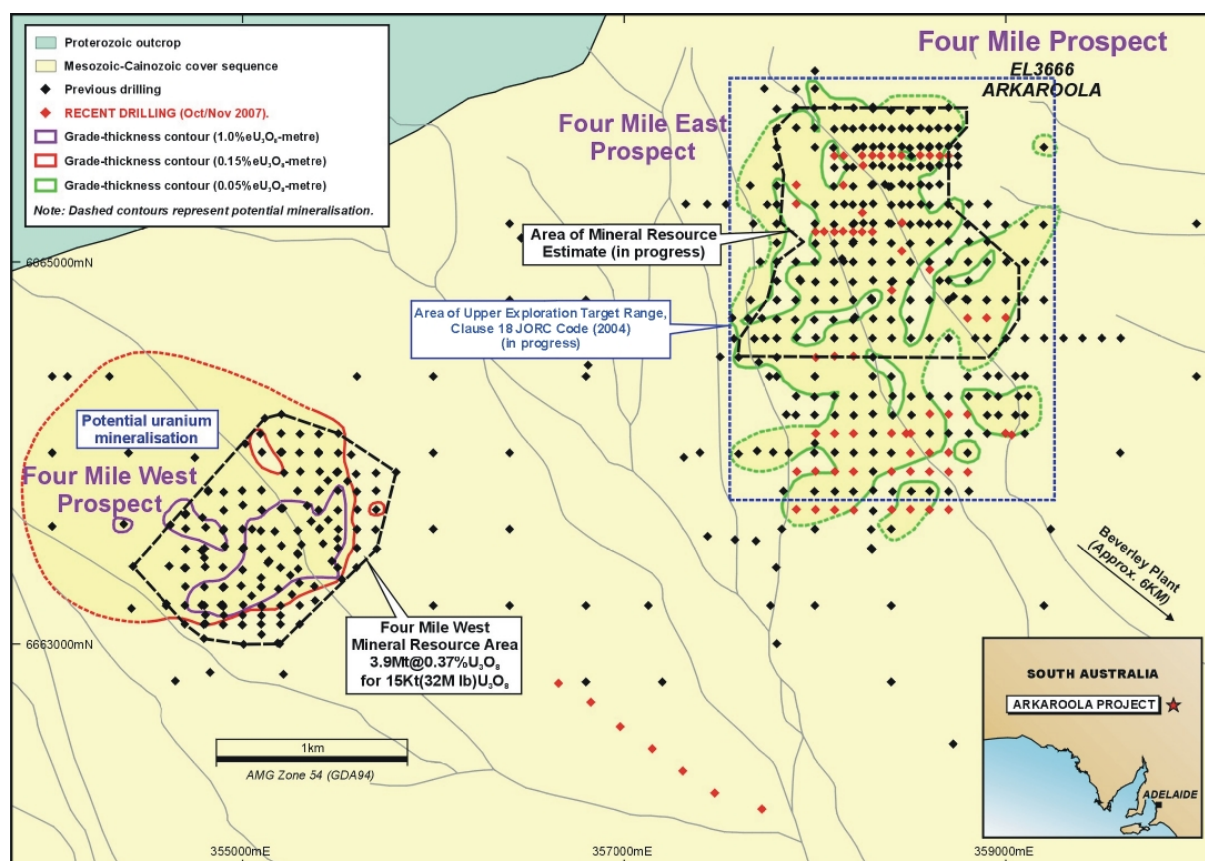 Proterozoic outcrop
Mesozoic-Cainozoic cover sequence
Previous drilling
RECENT DRILLING (Oct/Nov 2007).
Grade-thickness contour (1.0%eU₃O₈-metre)
Grade-thickness contour (0.15%eU₃O₈-metre)
Grade-thickness contour (0.05%eU₃O₈-metre)
Note: Dashed contours represent potential mineralisation.
Four Mile Prospect
EL3666
ARKAROOLA
Four Mile East
Prospect
Area of Mineral Resource
Estimate (in progress)
6665000mN
Area of Upper Exploration Target Range,
Clause 18 JORC Code (2004)
(in progress)
Potential uranium
mineralisation
Four Mile West
Prospect
Beverley Plant
(Approx. 6KM)
Four Mile West
Mineral Resource Area
3.9Mt@0.37%U₃O₈
for 15Kt(32M lb)U₃O₈
6663000mN
1km
AMG Zone 54 (GDA94)
SOUTH AUSTRALIA
ARKAROOLA PROJECT
ADELAIDE
355000mE
357000mE
359000mE